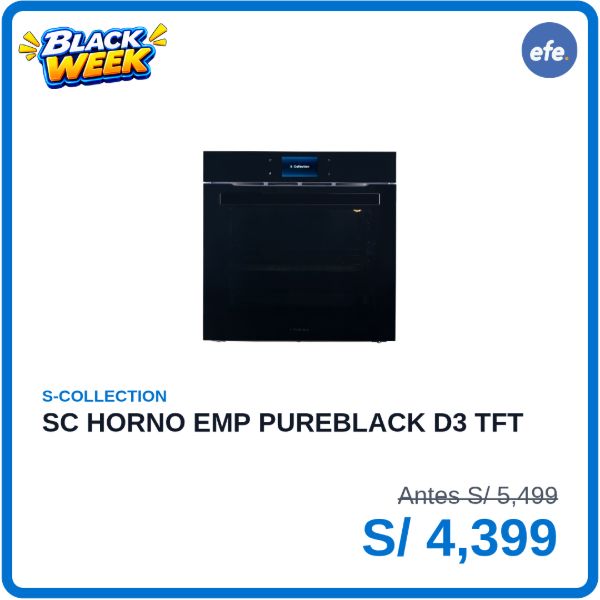 BLACK
WEEK
efe.
S-COLLECTION
SC HORNO EMP PUREBLACK D3 TFT
Antes S/ 5,499
S/ 4,399